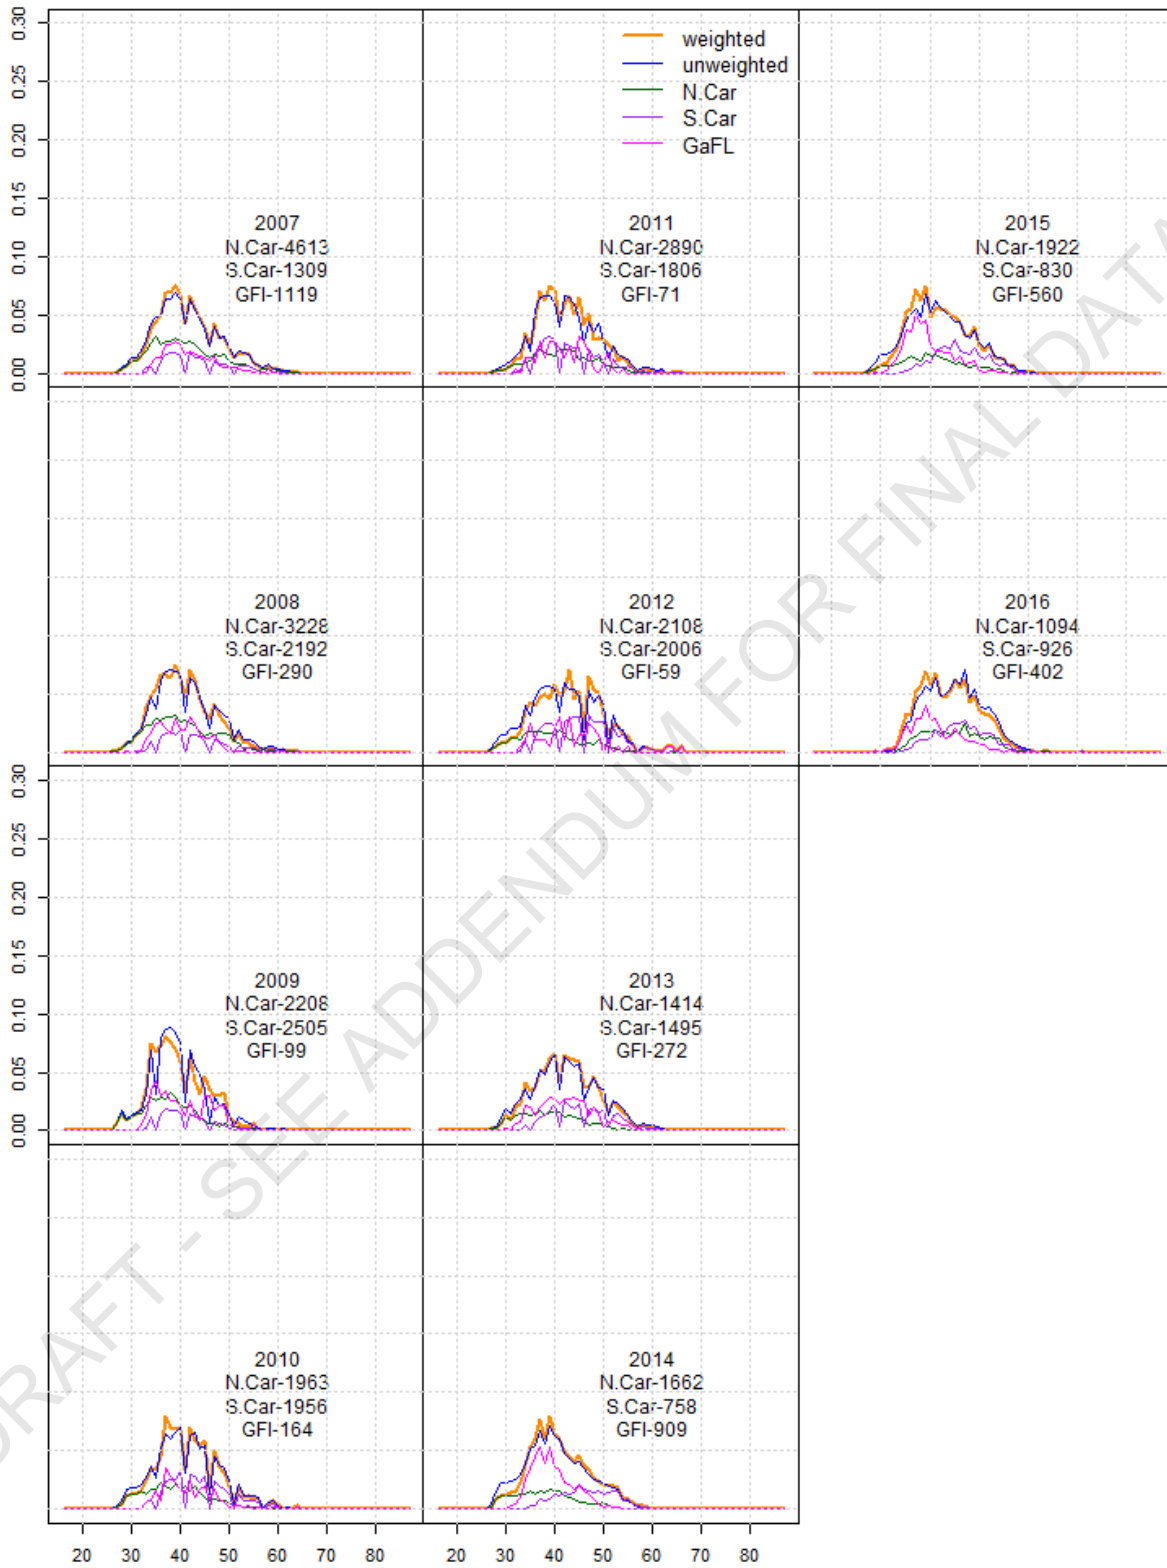 0.30
0.25
0.20
0.15
0.10
0.05
0.00
weighted
unweighted
N.Car
S.Car
GaFL
2007
N.Car-4613
S.Car-1309
GFI-1119
2011
N.Car-2890
S.Car-1806
GFI-71
2015
N.Car-1922
S.Car-830
GFI-560
2008
N.Car-3228
S.Car-2192
GFI-290
2012
N.Car-2108
S.Car-2006
GFI-59
2016
N.Car-1094
S.Car-926
GFI-402
0.30
0.25
0.20
0.15
0.10
0.05
0.00
2009
N.Car-2208
S.Car-2505
GFI-99
2013
N.Car-1414
S.Car-1495
GFI-272
2010
N.Car-1963
S.Car-1956
GFI-164
2014
N.Car-1662
S.Car-758
GFI-909
20 30 40 50 60 70 80 20 30 40 50 60 70 80
DRAFT - SEE ADDENDUM FOR FINAL DATA